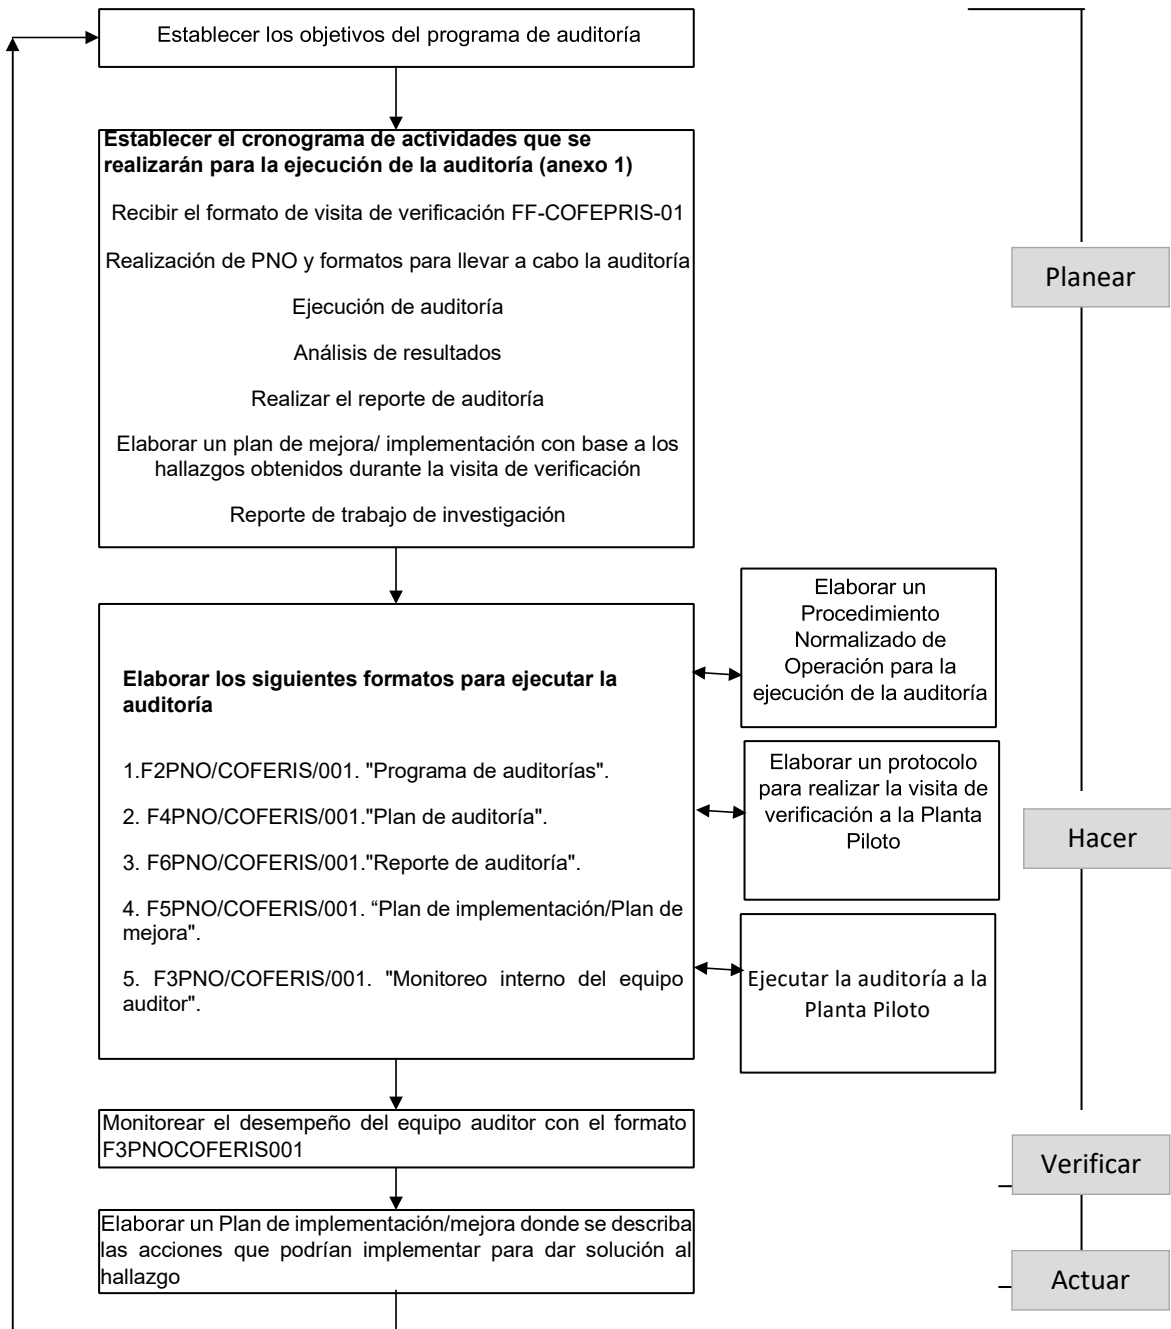 Establecer los objetivos del programa de auditoría
Establecer el cronograma de actividades que se
realizarán para la ejecución de la auditoría (anexo 1)
Recibir el formato de visita de verificación FF-COFEPRIS-01
Realización de PNO y formatos para llevar a cabo la auditoría
Ejecución de auditoría
Análisis de resultados
Realizar el reporte de auditoría
Elaborar un plan de mejora/ implementación con base a los
hallazgos obtenidos durante la visita de verificación
Reporte de trabajo de investigación
Planear
Elaborar los siguientes formatos para ejecutar la
auditoría
1.F2PNO/COFERIS/001. "Programa de auditorías".
2. F4PNO/COFERIS/001."Plan de auditoría".
3. F6PNO/COFERIS/001."Reporte de auditoría".
4. F5PNO/COFERIS/001. “Plan de implementación/Plan de
mejora".
5. F3PNO/COFERIS/001. "Monitoreo interno del equipo
auditor".
Elaborar un
Procedimiento
Normalizado de
Operación para la
ejecución de la auditoría
Elaborar un protocolo
para realizar la visita de
verificación a la Planta
Piloto
Ejecutar la auditoría a la
Planta Piloto
Hacer
Monitorear el desempeño del equipo auditor con el formato
F3PNOCOFERIS001
Verificar
Elaborar un Plan de implementación/mejora donde se describa
las acciones que podrían implementar para dar solución al
hallazgo
Actuar